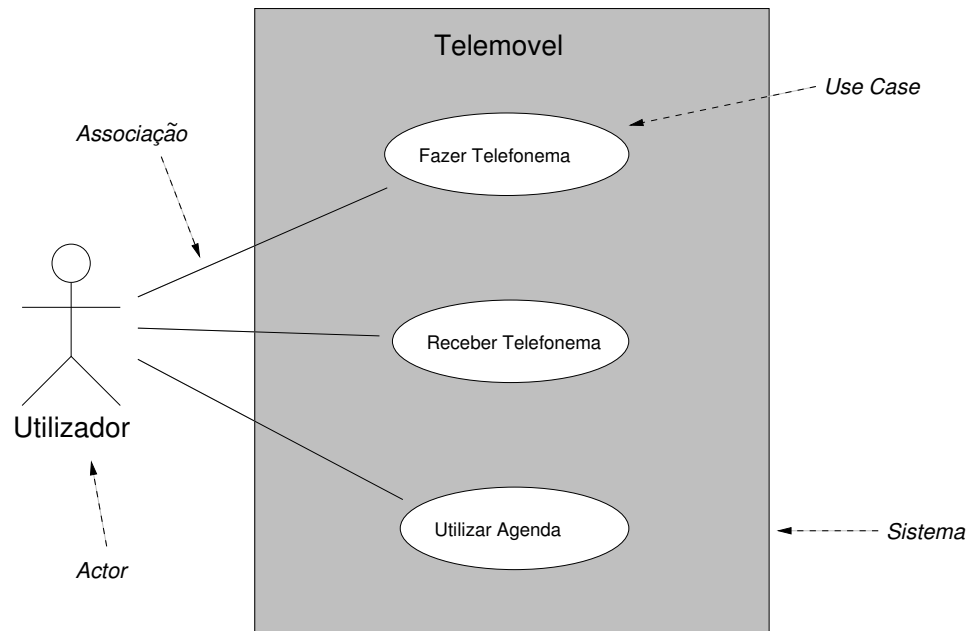 Telemovel
Use Case
Associação
Fazer Telefonema
Receber Telefonema
Utilizador
Utilizar Agenda
Sistema
Actor